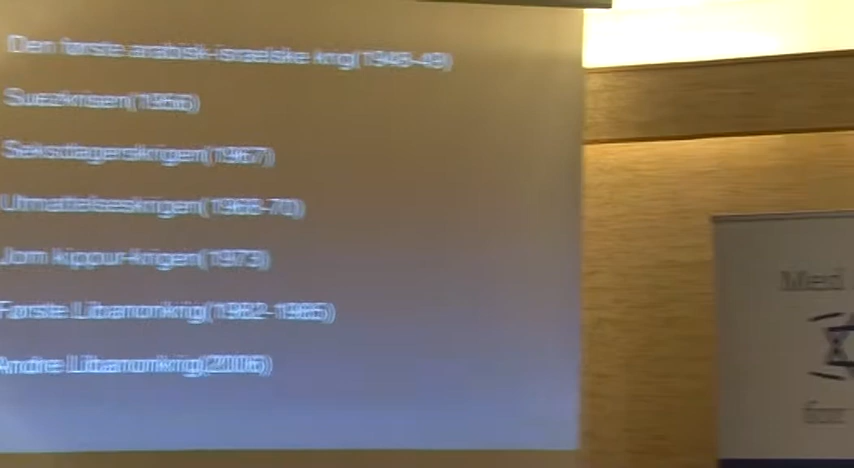 Den første arabisk-israelske krig(1948-49)
Suezkrisen(1956)
Seksdagerskrigen(1967)
Utmattelseskrigen(1968-70)
Jom kippur-krigen(1973)
Første Libanonkrig(1982-1985)
Andre Libanonkrig(2006)
Med
for